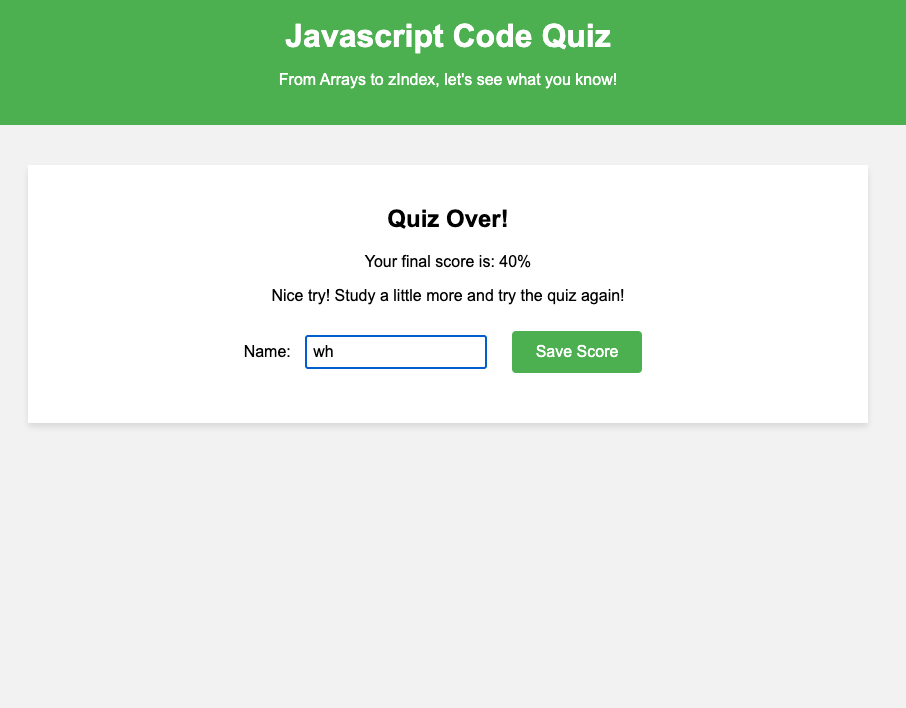 Javascript Code Quiz
From Arrays to zIndex, let's see what you know!
Quiz Over!
Your final score is: 40%
Nice try! Study a little more and try the quiz again!
Name: wh Save Score